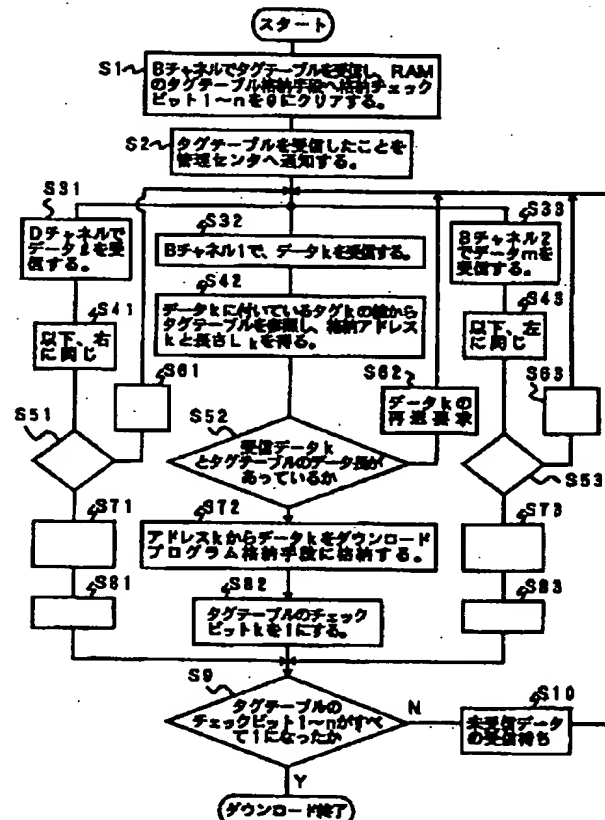 スタート
S1
Bチャネルでタグテーブルを受信し、RAM
のタグテーブル格納手段へ格納チェック
ビット1〜nを0にクリアする。
S2
タグテーブルを受信したことを
管理センタへ通知する。
S31
Dチャネルで
データℓを受
信する。
S32
Bチャネル1で、データkを受信する。
S33
Bチャネル2
でデータmを
受信する。
S41
以下、右
に同じ
S42
データkに付いているタグkの値から
タグテーブルを参照し、格納アドレス
kと長さLkを得る。
S43
以下、左
に同じ
S51
S61
S52
受信データk
とタグテーブルのデータ長が
あっているか
S62
データkの
再送要求
S63
S53
S71
S72
アドレスkからデータkをダウンロード
プログラム格納手段に格納する。
S73
S81
S82
タグテーブルのチェック
ビットkを1にする。
S83
S9
タグテーブルの
チェックビット1〜nがすべ
て1になったか
N
S10
未受信データ
の受信待ち
Y
ダウンロード終了